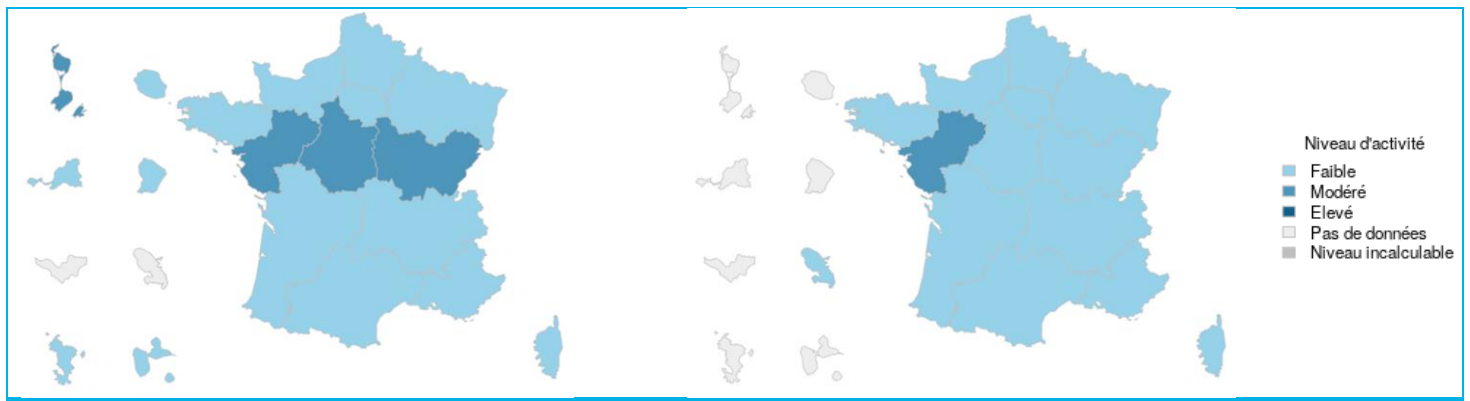 Niveau d'activité
Faible
Modéré
Elevé
Pas de données
Niveau incalculable